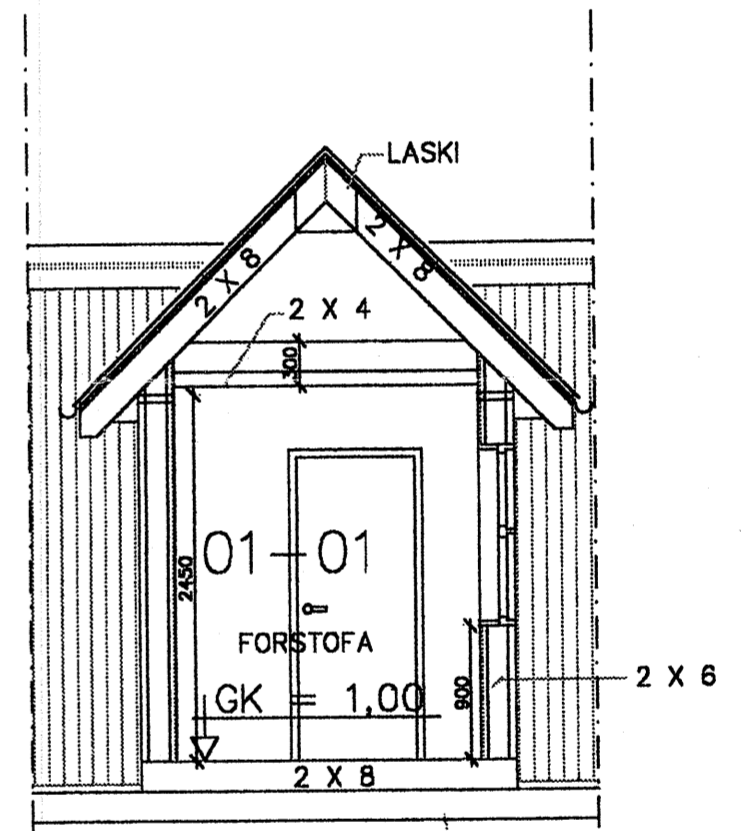 LASKI
2 X 8
2 X 8
2 X 4
300
2450
01-01
FORSTOFA
900
2 X 6
GK = 1,00
2 X 8